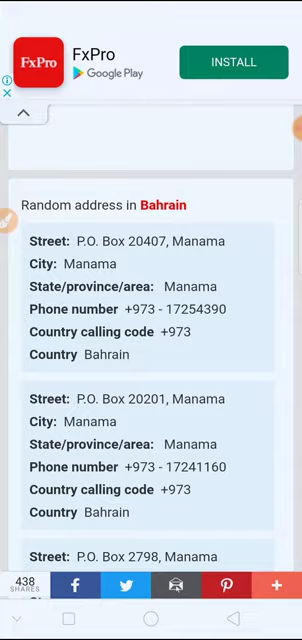 FxPro
FxPro
Google Play
INSTALL
Random address in Bahrain
Street: P.O. Box 20407, Manama
City: Manama
State/province/area: Manama
Phone number +973 - 17254390
Country calling code +973
Country Bahrain
Street: P.O. Box 20201, Manama
City: Manama
State/province/area: Manama
Phone number +973 - 17241160
Country calling code +973
Country Bahrain
Street: P.O. Box 2798, Manama
438
SHARES